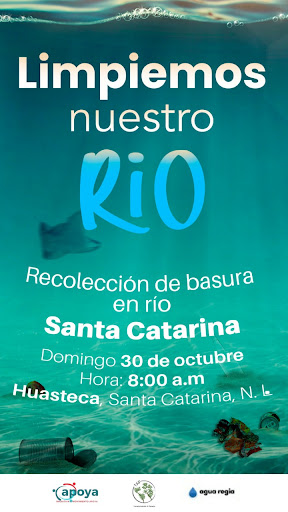 Limpiemos
nuestro
RiO
Recolección de basura
en río
Santa Catarina
Domingo 30 de octubre
Hora: 8:00 a.m
Huasteca, Santa Catarina, N. L.
apoya
agua regia